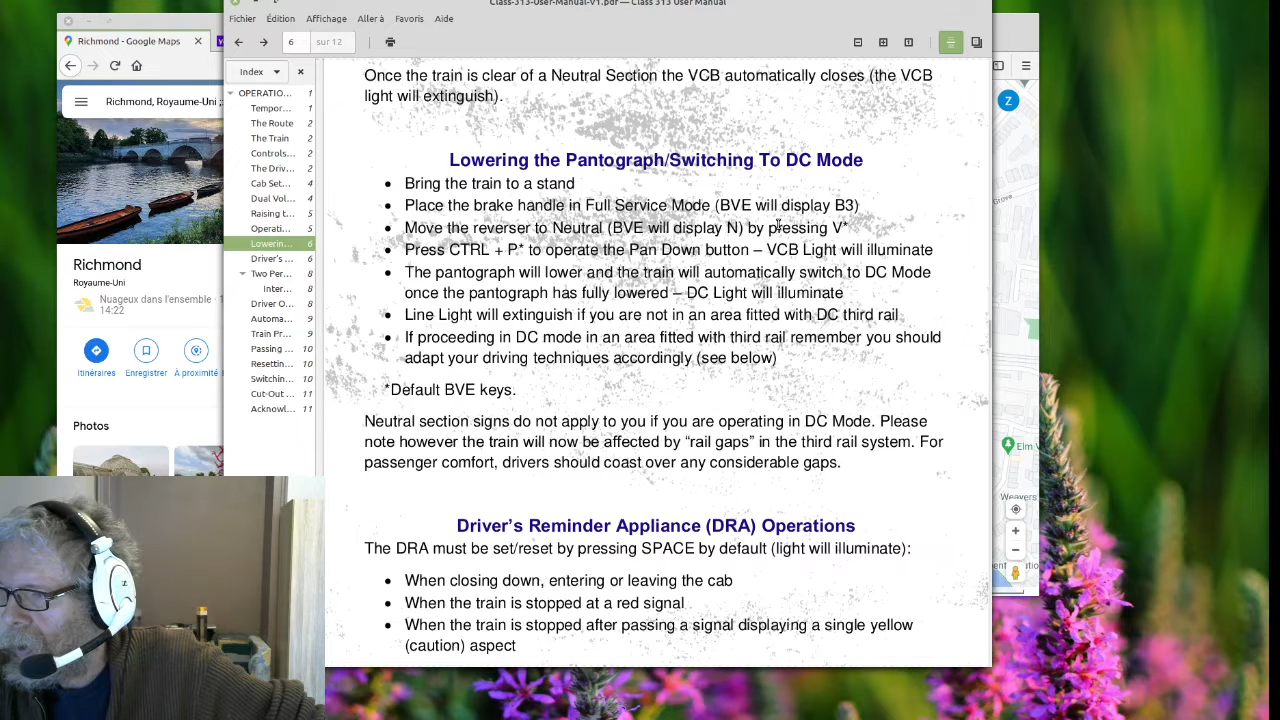 Class-313-User-Manual-V1.pdf — Class 313 User Manual
Fichier Édition Affichage Aller à Favoris Aide
6 sur 12
Index
OPERATIO...
Tempor...
The Route 2
The Train 2
Controls... 2
The Driv... 2
Cab Set... 4
Dual Vol... 4
Raising t... 5
Operati... 5
Lowerin... 6
Driver's ... 6
Two Per... 8
Inter... 8
Driver O... 8
Automa... 9
Train Pr... 9
Passing ... 10
Resettin... 10
Switchin... 10
Cut-Out ... 11
Acknowl... 11
Once the train is clear of a Neutral Section the VCB automatically closes (the VCB
light will extinguish).
Lowering the Pantograph/Switching To DC Mode
• Bring the train to a stand
• Place the brake handle in Full Service Mode (BVE will display B3)
• Move the reverser to Neutral (BVE will display N) by pressing V*
• Press CTRL + P* to operate the Pan Down button – VCB Light will illuminate
• The pantograph will lower and the train will automatically switch to DC Mode
once the pantograph has fully lowered – DC Light will illuminate
• Line Light will extinguish if you are not in an area fitted with DC third rail
• If proceeding in DC mode in an area fitted with third rail remember you should
adapt your driving techniques accordingly (see below)
*Default BVE keys.
Neutral section signs do not apply to you if you are operating in DC Mode. Please
note however the train will now be affected by “rail gaps” in the third rail system. For
passenger comfort, drivers should coast over any considerable gaps.
Driver’s Reminder Appliance (DRA) Operations
The DRA must be set/reset by pressing SPACE by default (light will illuminate):
• When closing down, entering or leaving the cab
• When the train is stopped at a red signal
• When the train is stopped after passing a signal displaying a single yellow
(caution) aspect
Richmond - Google Maps
Richmond, Royaume-Uni
Richmond
Royaume-Uni
Nuageux dans l'ensemble ·
14:22
Itinéraires Enregistrer À proximité
Photos
Z
Elm
Weavers